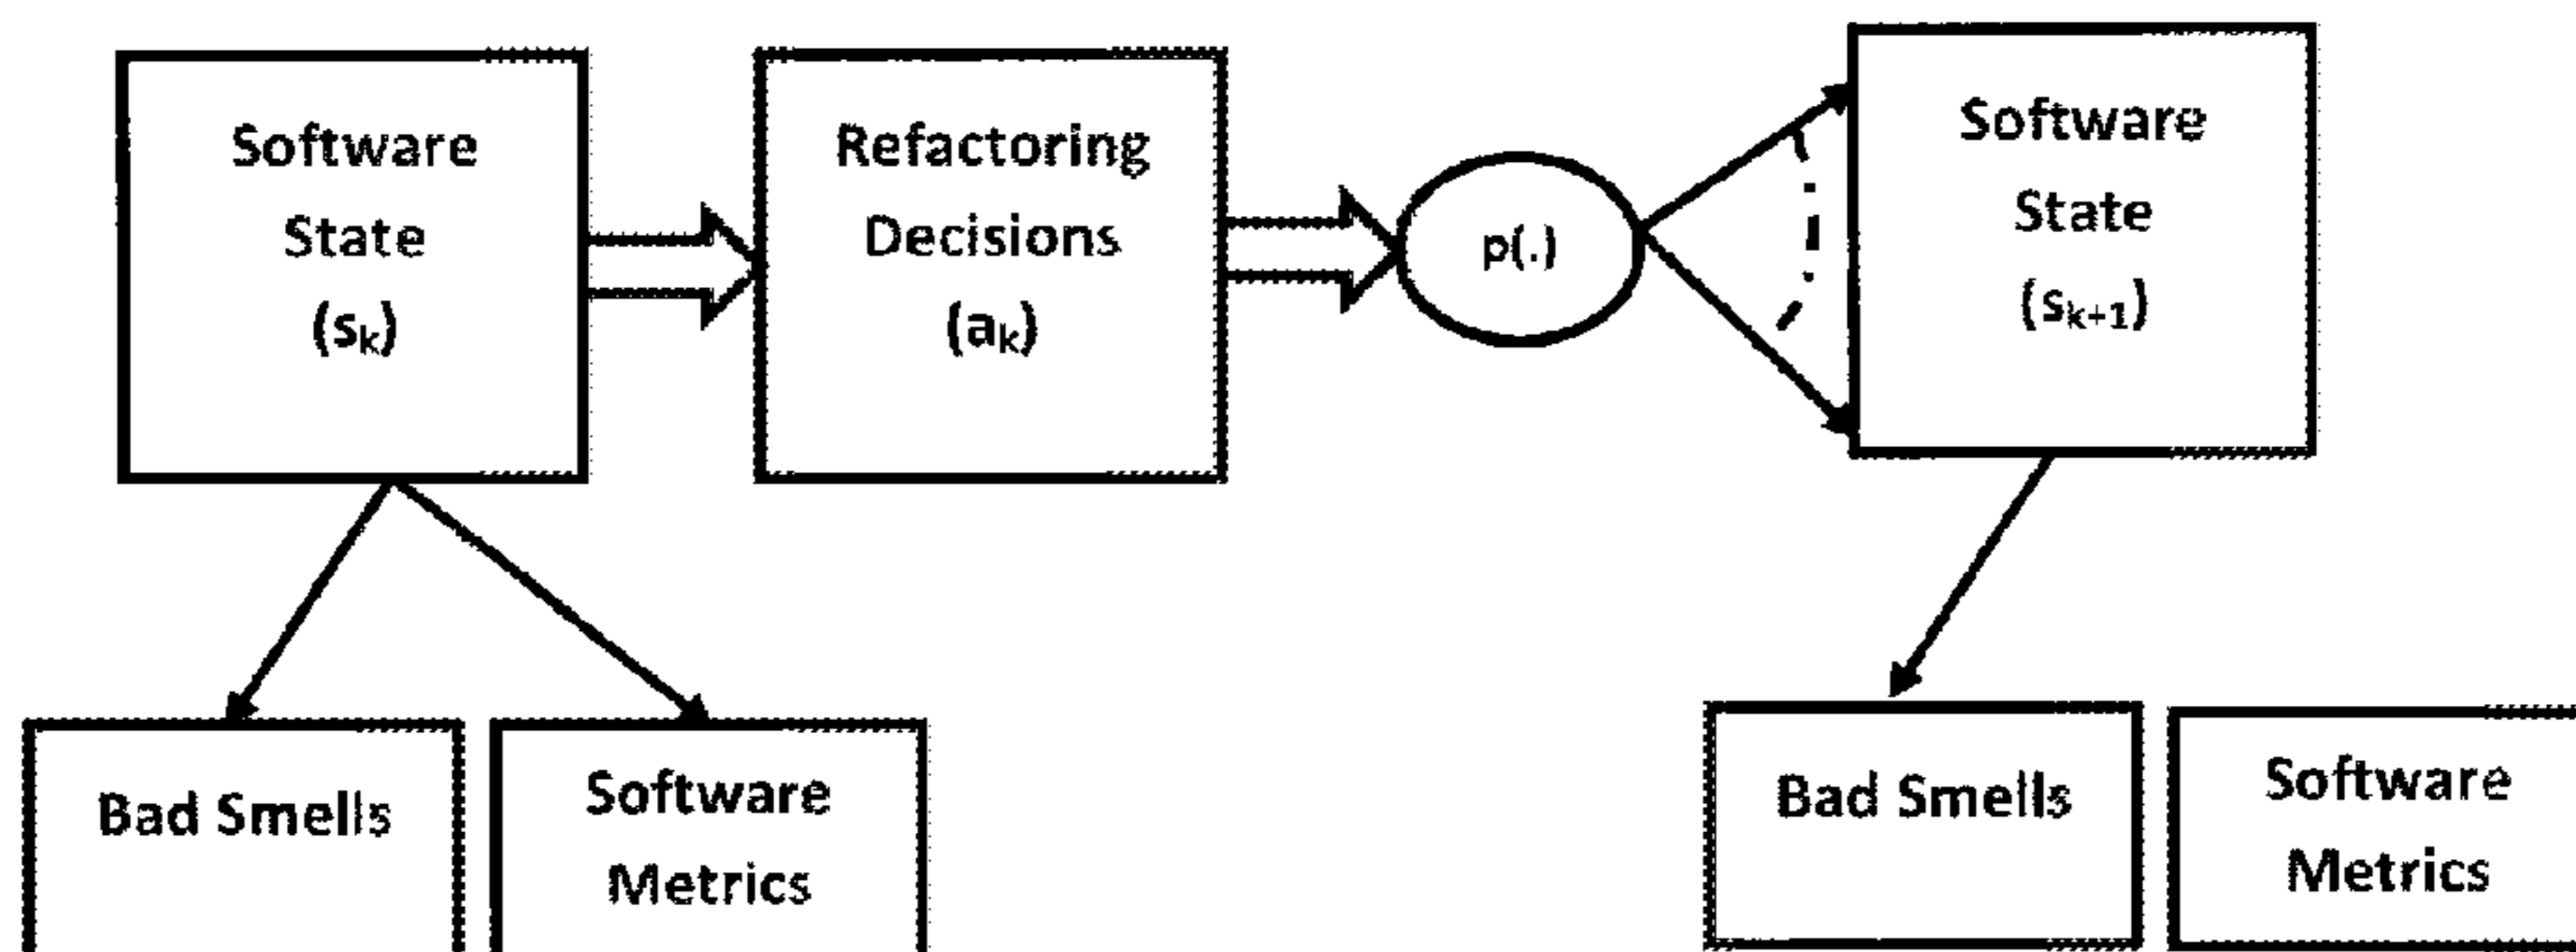 Software
State
(sₖ)
Refactoring
Decisions
(aₖ)
p(.)
Software
State
(sₖ₊₁)
Bad Smells
Software
Metrics
Bad Smells
Software
Metrics